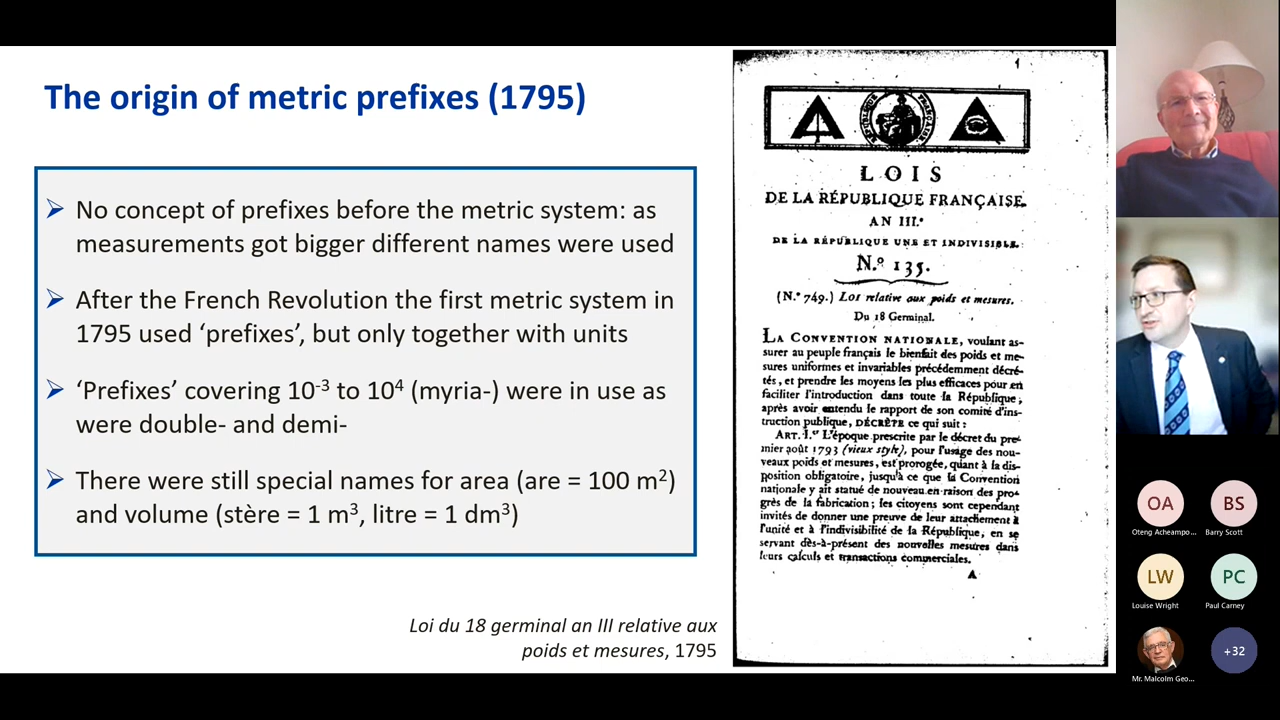 The origin of metric prefixes (1795)
➢ No concept of prefixes before the metric system: as
measurements got bigger different names were used
➢ After the French Revolution the first metric system in
1795 used ‘prefixes’, but only together with units
➢ ‘Prefixes’ covering 10⁻³ to 10⁴ (myria-) were in use as
were double- and demi-
➢ There were still special names for area (are = 100 m²)
and volume (stère = 1 m³, litre = 1 dm³)
Loi du 18 germinal an III relative aux
poids et mesures, 1795
1
RÉPUBLIQUE FRANÇAISE
LOIS
DE LA RÉPUBLIQUE FRANÇAISE.
AN III.ᵉ
DE LA RÉPUBLIQUE UNE ET INDIVISIBLE.
N.º 135.
(N.º 749.) Loi relative aux poids et mesures.
Du 18 Germinal.
LA CONVENTION NATIONALE, voulant as-
surer au peuple français le bienfait des poids et me-
sures uniformes et invariables précédemment décré-
tés, et prendre les moyens les plus efficaces pour en
faciliter l'introduction dans toute la République;
après avoir entendu le rapport de son comité d'ins-
truction publique, DÉCRÈTE ce qui suit:
ART. I.ᵉʳ L'époque prescrite par le décret du pre-
mier août 1793 (vieux style), pour l'usage des nou-
veaux poids et mesures, est prorogée, quant à la dis-
position obligatoire, jusqu'à ce que la Convention
nationale y ait statué de nouveau en raison des pro-
grès de la fabrication; les citoyens sont cependant
invités de donner une preuve de leur attachement à
l'unité et à l'indivisibilité de la République, en se
servant dès-à-présent des nouvelles mesures dans
leurs calculs et transactions commerciales.
A
OA
Oteng Acheampo...
BS
Barry Scott
LW
Louise Wright
PC
Paul Carney
Mr. Malcolm Geo...
+32